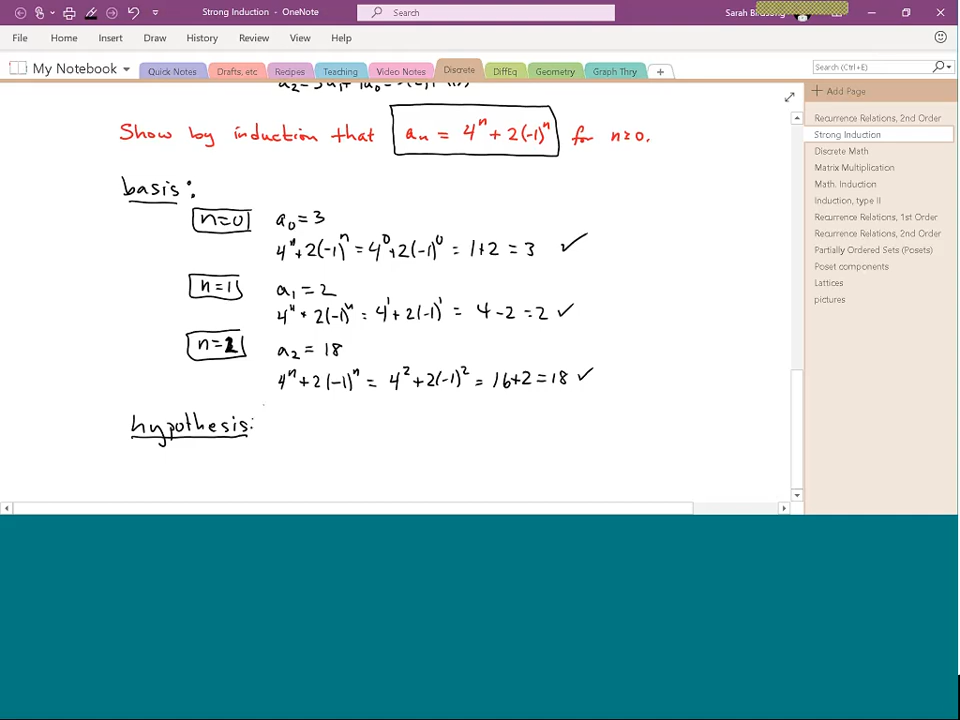 Strong Induction - OneNote
Search
Sarah
File Home Insert Draw History Review View Help
My Notebook Quick Notes Drafts, etc Recipes Teaching Video Notes Discrete DiffEq Geometry Graph Thry
Search (Ctrl+E)
Add Page
Recurrence Relations, 2nd Order
Strong Induction
Discrete Math
Matrix Multiplication
Math. Induction
Induction, type II
Recurrence Relations, 1st Order
Recurrence Relations, 2nd Order
Partially Ordered Sets (Posets)
Poset components
Lattices
pictures
Show by induction that aₙ = 4ⁿ + 2(-1)ⁿ for n≥0.
basis:
n=0 a₀ = 3
4ⁿ+2(-1)ⁿ = 4⁰+2(-1)⁰ = 1+2 = 3 ✓
n=1 a₁ = 2
4ⁿ + 2(-1)ⁿ = 4¹+2(-1)¹ = 4-2 = 2 ✓
n=2 a₂ = 18
4ⁿ+2(-1)ⁿ = 4²+2(-1)² = 16+2 = 18 ✓
hypothesis: